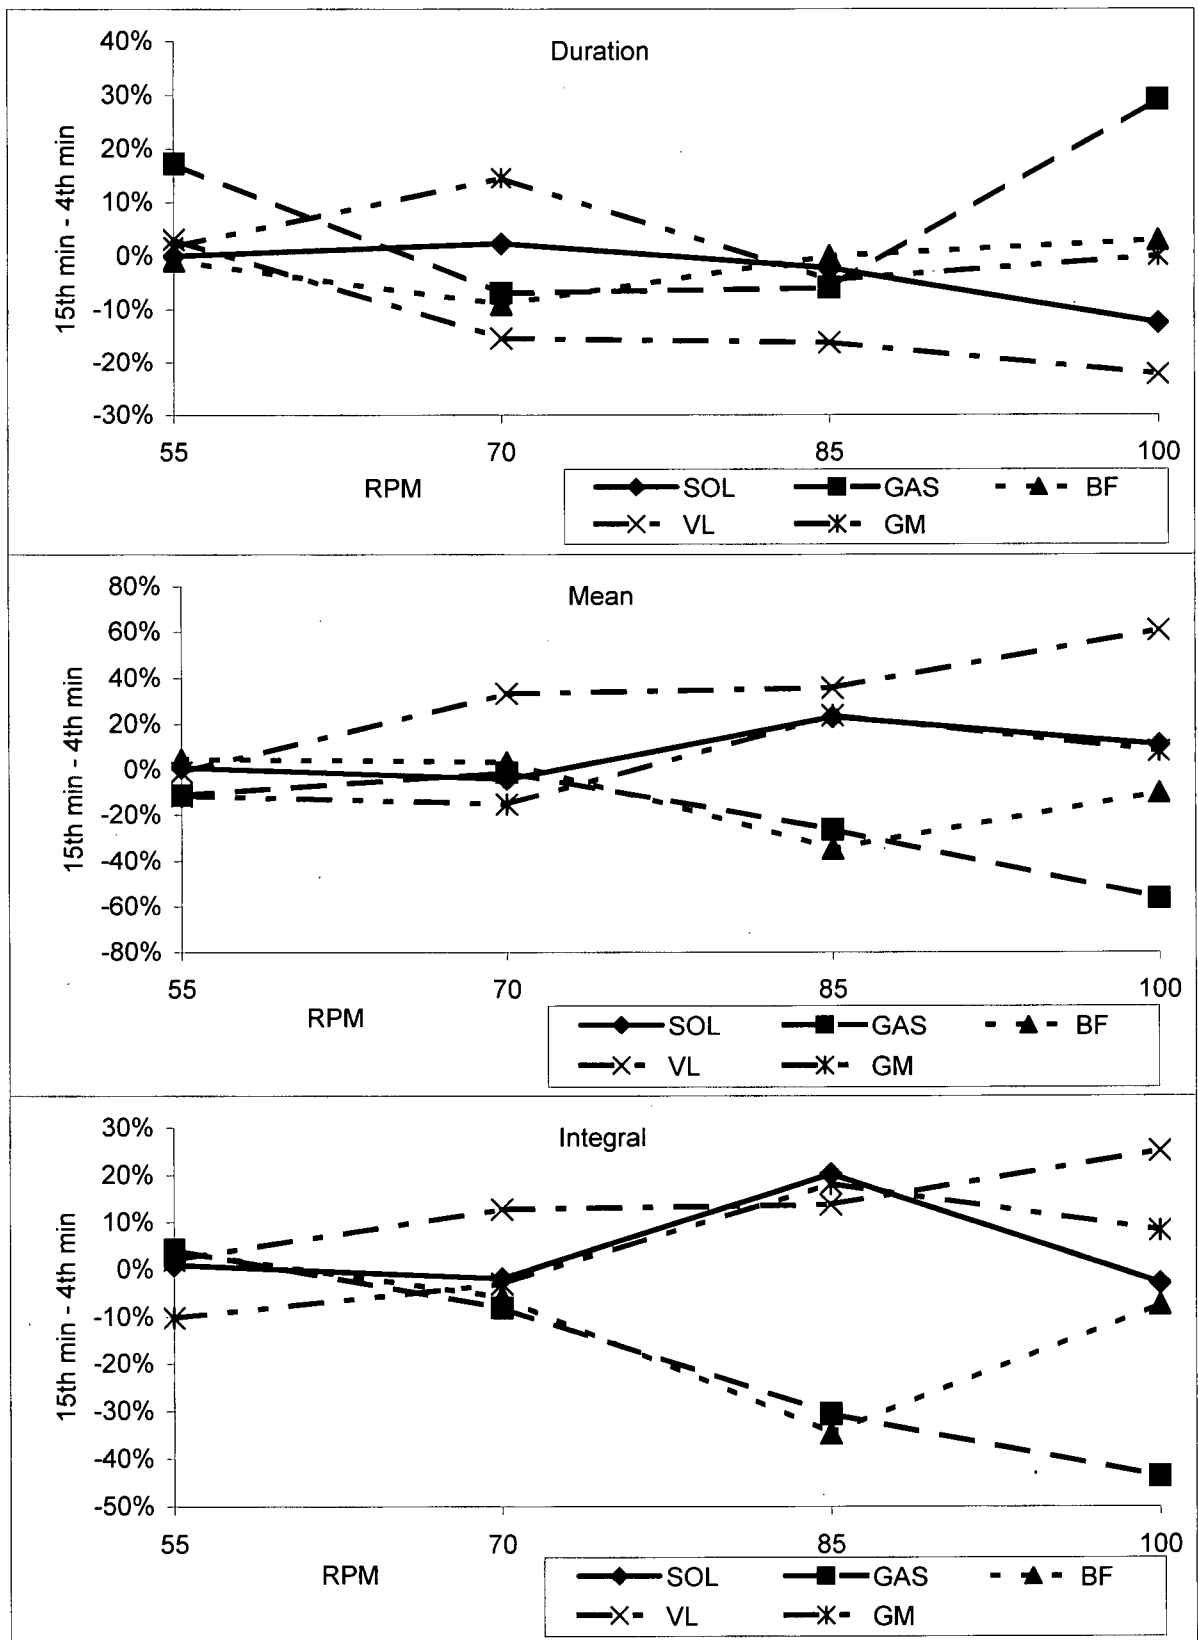 Duration
40%
30%
20%
10%
0%
-10%
-20%
-30%
15th min - 4th min
55 70 85 100
RPM
SOL GAS BF
VL GM
Mean
80%
60%
40%
20%
0%
-20%
-40%
-60%
-80%
15th min - 4th min
55 70 85 100
RPM
SOL GAS BF
VL GM
Integral
30%
20%
10%
0%
-10%
-20%
-30%
-40%
-50%
15th min - 4th min
55 70 85 100
RPM
SOL GAS BF
VL GM